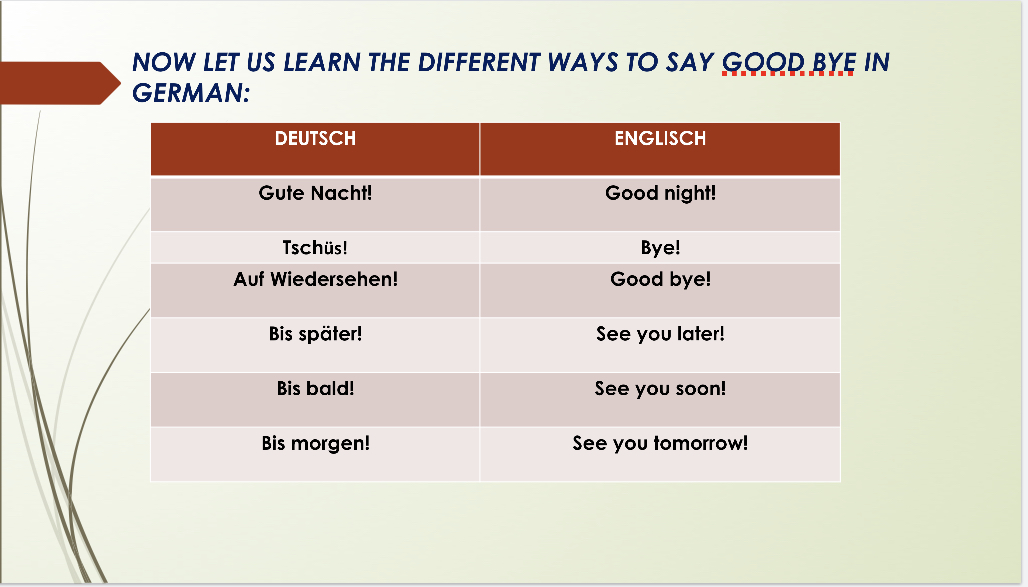 NOW LET US LEARN THE DIFFERENT WAYS TO SAY GOOD BYE IN
GERMAN:
DEUTSCH ENGLISCH
Gute Nacht! Good night!
Tschüs! Bye!
Auf Wiedersehen! Good bye!
Bis später! See you later!
Bis bald! See you soon!
Bis morgen! See you tomorrow!